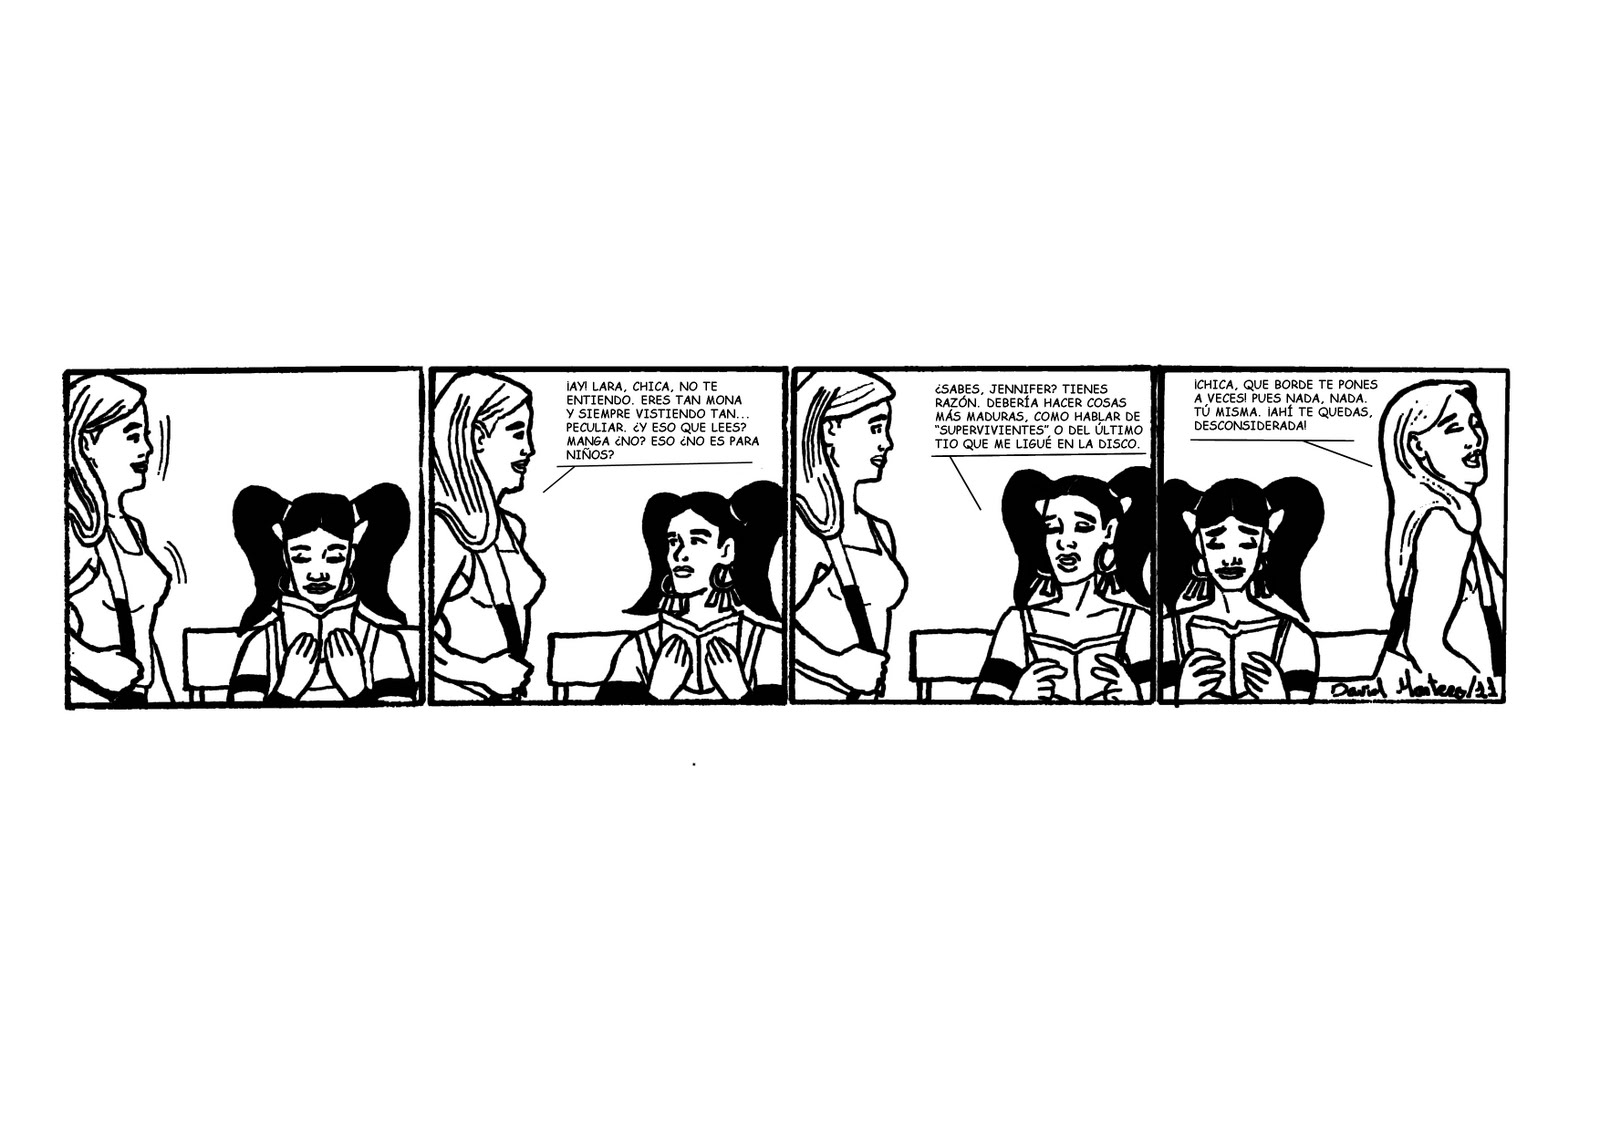 ¡AY! LARA, CHICA, NO TE
ENTIENDO. ERES TAN MONA
Y SIEMPRE VISTIENDO TAN...
PECULIAR. ¿Y ESO QUE LEES?
MANGA ¿NO? ESO ¿NO ES PARA
NIÑOS?
¿SABES, JENNIFER? TIENES
RAZÓN. DEBERÍA HACER COSAS
MÁS MADURAS, COMO HABLAR DE
"SUPERVIVIENTES" O DEL ÚLTIMO
TIO QUE ME LIGUÉ EN LA DISCO.
¡CHICA, QUE BORDE TE PONES
A VECES! PUES NADA, NADA.
TÚ MISMA. ¡AHÍ TE QUEDAS,
DESCONSIDERADA!
David /11